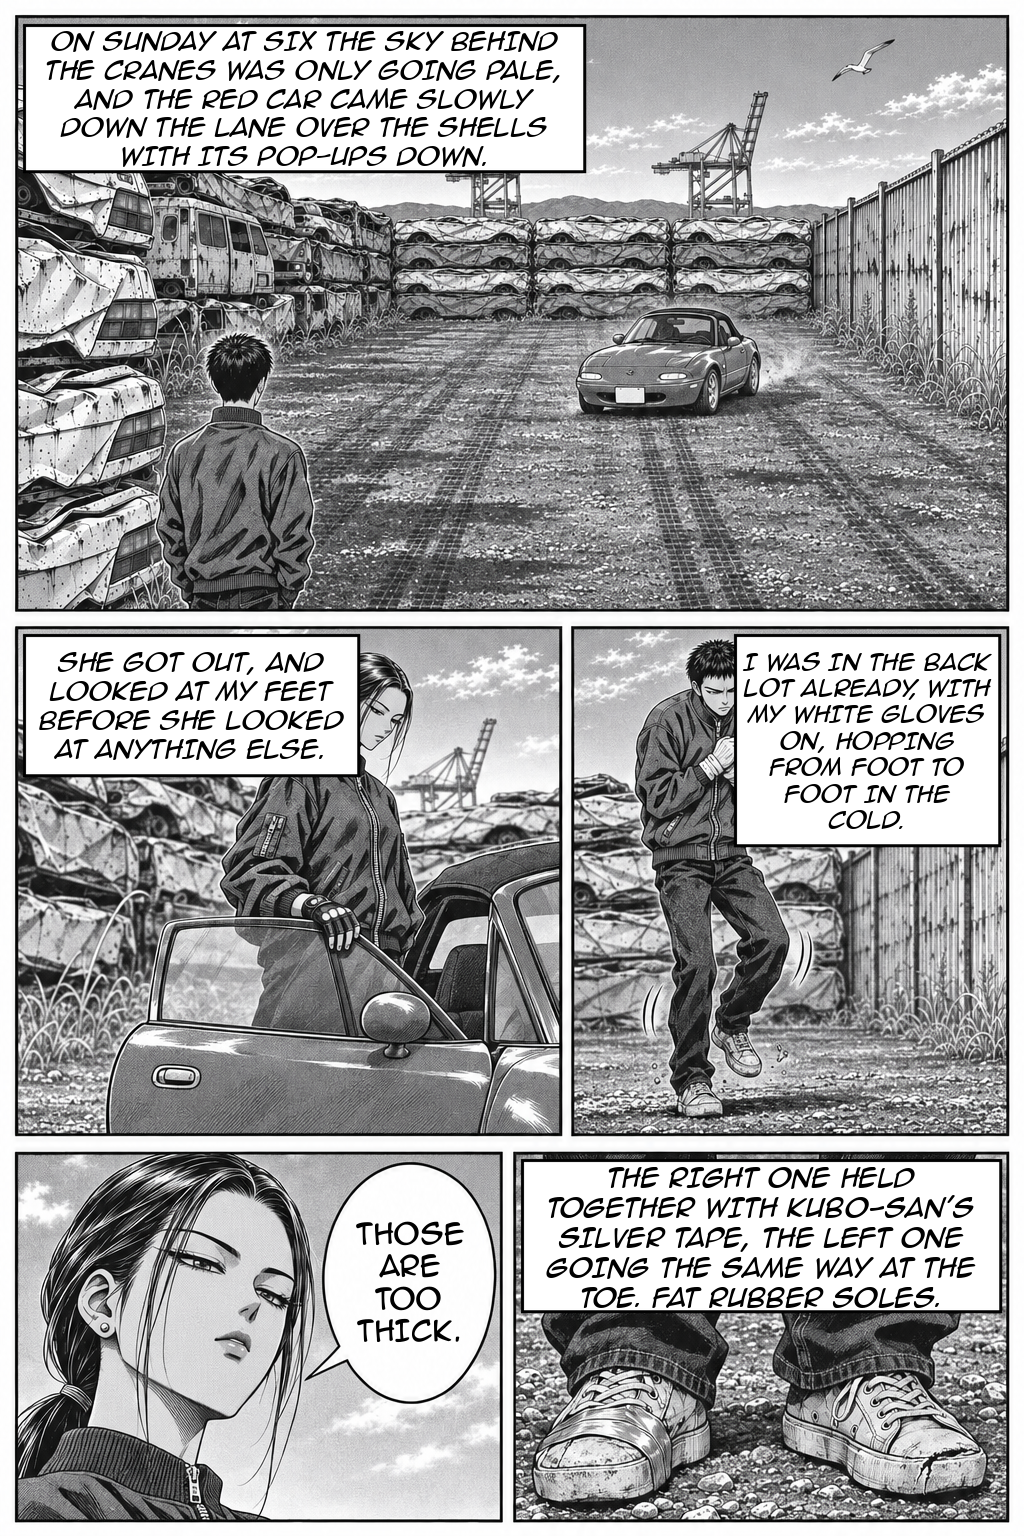 ON SUNDAY AT SIX THE SKY BEHIND
THE CRANES WAS ONLY GOING PALE,
AND THE RED CAR CAME SLOWLY
DOWN THE LANE OVER THE SHELLS
WITH ITS POP-UPS DOWN.
SHE GOT OUT, AND
LOOKED AT MY FEET
BEFORE SHE LOOKED
AT ANYTHING ELSE.
I WAS IN THE BACK
LOT ALREADY, WITH
MY WHITE GLOVES
ON, HOPPING
FROM FOOT TO
FOOT IN THE
COLD.
THOSE
ARE
TOO
THICK.
THE RIGHT ONE HELD
TOGETHER WITH KUBO-SAN'S
SILVER TAPE, THE LEFT ONE
GOING THE SAME WAY AT THE
TOE. FAT RUBBER SOLES.